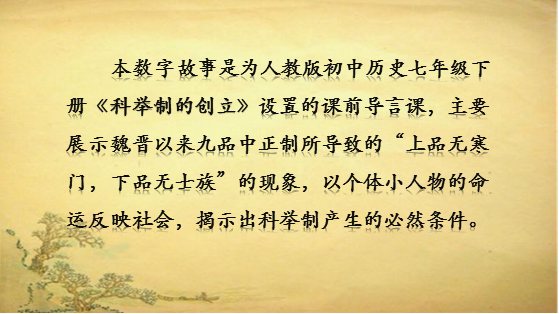 本数字故事是为人教版初中历史七年级下
册《科举制的创立》设置的课前导言课，主要
展示魏晋以来九品中正制所导致的“上品无寒
门，下品无士族”的现象，以个体小人物的命
运反映社会，揭示出科举制产生的必然条件。